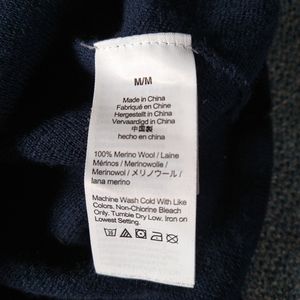 M/M
Made in China
Fabriqué en Chine
Hergestellt in China
Vervaardigd in China
中国製
hecho en China
100% Merino Wool / Laine
Mérinos / Merinowolle /
Merinowol / メリノウール /
lana merino
Machine Wash Cold With Like
Colors. Non-Chlorine Bleach
Only. Tumble Dry Low. Iron on
Lowest Setting.